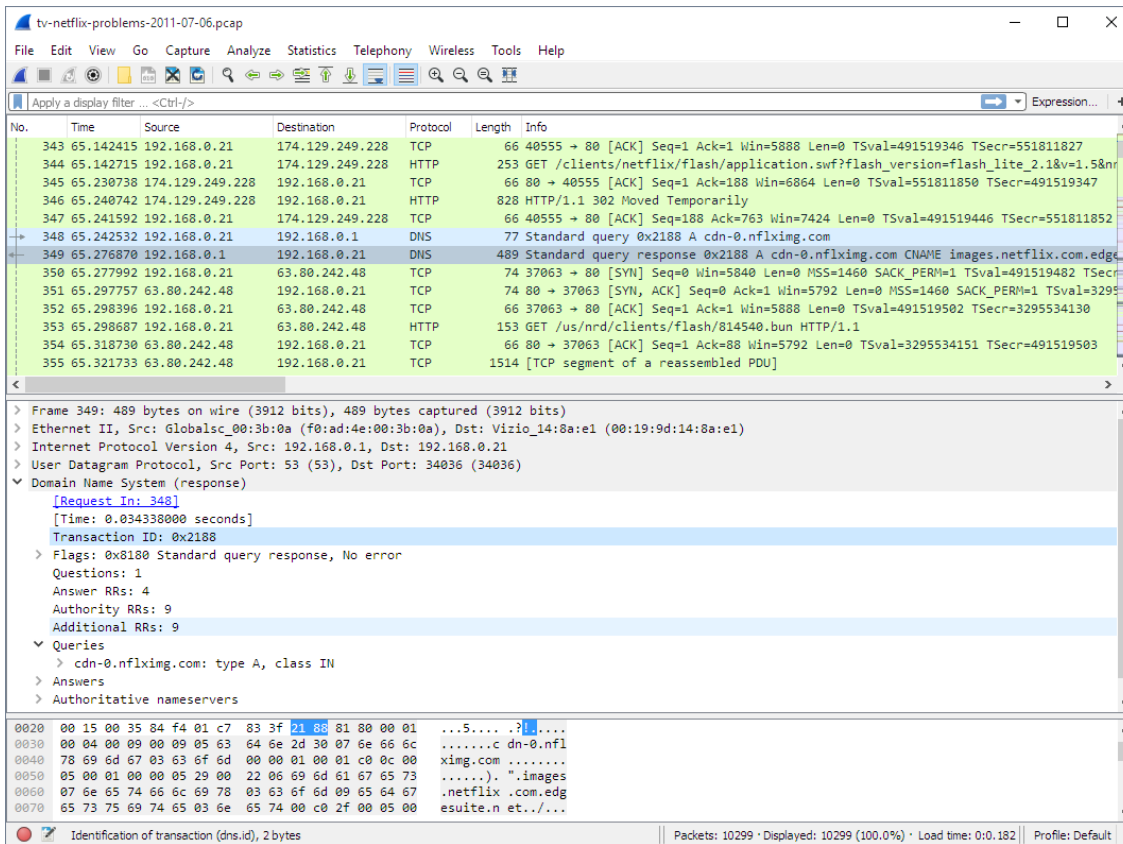 tv-netflix-problems-2011-07-06.pcap
File Edit View Go Capture Analyze Statistics Telephony Wireless Tools Help
Apply a display filter ... <Ctrl-/> Expression... +
No. Time Source Destination Protocol Length Info
343 65.142415 192.168.0.21 174.129.249.228 TCP 66 40555 → 80 [ACK] Seq=1 Ack=1 Win=5888 Len=0 TSval=491519346 TSecr=551811827
344 65.142715 192.168.0.21 174.129.249.228 HTTP 253 GET /clients/netflix/flash/application.swf?flash_version=flash_lite_2.1&v=1.5&nr
345 65.230738 174.129.249.228 192.168.0.21 TCP 66 80 → 40555 [ACK] Seq=1 Ack=188 Win=6864 Len=0 TSval=551811850 TSecr=491519347
346 65.240742 174.129.249.228 192.168.0.21 HTTP 828 HTTP/1.1 302 Moved Temporarily
347 65.241592 192.168.0.21 174.129.249.228 TCP 66 40555 → 80 [ACK] Seq=188 Ack=763 Win=7424 Len=0 TSval=491519446 TSecr=551811852
348 65.242532 192.168.0.21 192.168.0.1 DNS 77 Standard query 0x2188 A cdn-0.nflximg.com
349 65.276870 192.168.0.1 192.168.0.21 DNS 489 Standard query response 0x2188 A cdn-0.nflximg.com CNAME images.netflix.com.edge
350 65.277992 192.168.0.21 63.80.242.48 TCP 74 37063 → 80 [SYN] Seq=0 Win=5840 Len=0 MSS=1460 SACK_PERM=1 TSval=491519482 TSecr
351 65.297757 63.80.242.48 192.168.0.21 TCP 74 80 → 37063 [SYN, ACK] Seq=0 Ack=1 Win=5792 Len=0 MSS=1460 SACK_PERM=1 TSval=3295
352 65.298396 192.168.0.21 63.80.242.48 TCP 66 37063 → 80 [ACK] Seq=1 Ack=1 Win=5888 Len=0 TSval=491519502 TSecr=3295534130
353 65.298687 192.168.0.21 63.80.242.48 HTTP 153 GET /us/nrd/clients/flash/814540.bun HTTP/1.1
354 65.318730 63.80.242.48 192.168.0.21 TCP 66 80 → 37063 [ACK] Seq=1 Ack=88 Win=5792 Len=0 TSval=3295534151 TSecr=491519503
355 65.321733 63.80.242.48 192.168.0.21 TCP 1514 [TCP segment of a reassembled PDU]
> Frame 349: 489 bytes on wire (3912 bits), 489 bytes captured (3912 bits)
> Ethernet II, Src: Globalsc_00:3b:0a (f0:ad:4e:00:3b:0a), Dst: Vizio_14:8a:e1 (00:19:9d:14:8a:e1)
> Internet Protocol Version 4, Src: 192.168.0.1, Dst: 192.168.0.21
> User Datagram Protocol, Src Port: 53 (53), Dst Port: 34036 (34036)
Domain Name System (response)
[Request In: 348]
[Time: 0.034338000 seconds]
Transaction ID: 0x2188
> Flags: 0x8180 Standard query response, No error
Questions: 1
Answer RRs: 4
Authority RRs: 9
Additional RRs: 9
Queries
> cdn-0.nflximg.com: type A, class IN
> Answers
> Authoritative nameservers
0020 00 15 00 35 84 f4 01 c7 83 3f 21 88 81 80 00 01 ...5.... .?!.....
0030 00 04 00 09 00 09 05 63 64 6e 2d 30 07 6e 66 6c .......c dn-0.nfl
0040 78 69 6d 67 03 63 6f 6d 00 00 01 00 01 c0 0c 00 ximg.com ........
0050 05 00 01 00 00 05 29 00 22 06 69 6d 61 67 65 73 ......). ".images
0060 07 6e 65 74 66 6c 69 78 03 63 6f 6d 09 65 64 67 .netflix .com.edg
0070 65 73 75 69 74 65 03 6e 65 74 00 c0 2f 00 05 00 esuite.n et../...
Identification of transaction (dns.id), 2 bytes Packets: 10299 · Displayed: 10299 (100.0%) · Load time: 0:0.182 Profile: Default